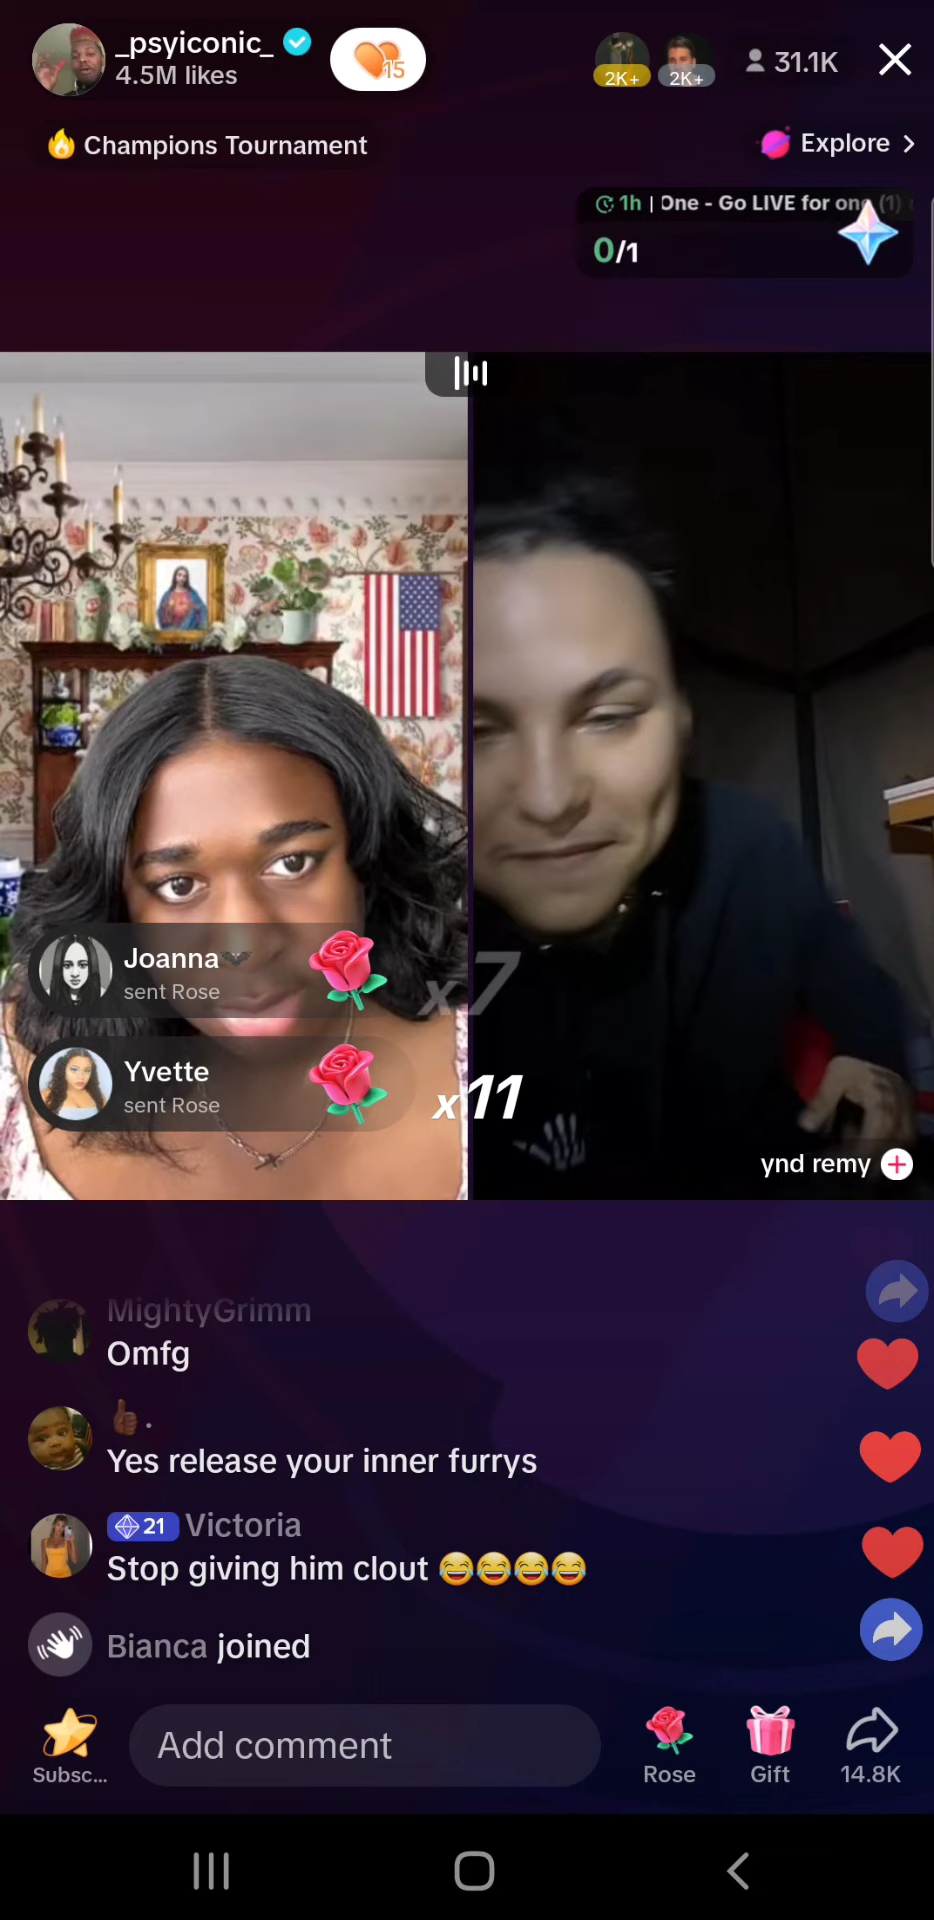 _psyiconic_
4.5M likes
15
2K+
2K+
31.1K
Champions Tournament
Explore
1h | One - Go LIVE for one (1)
0/1
Joanna
sent Rose
x7
Yvette
sent Rose
x11
ynd remy
MightyGrimm
Omfg
.
Yes release your inner furrys
21 Victoria
Stop giving him clout 😂😂😂😂
Bianca joined
Subsc...
Add comment
Rose
Gift
14.8K